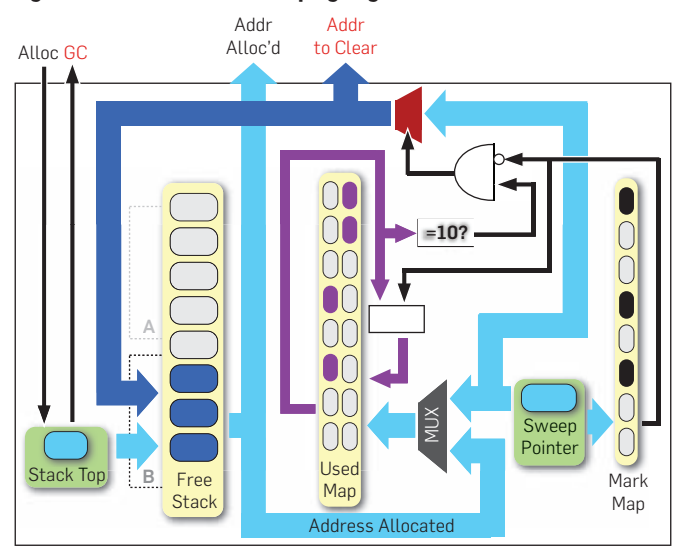 Addr
Alloc'd
Addr
to Clear
Alloc GC
=10?
A
MUX
Sweep
Pointer
Stack Top
B
Free
Stack
Used
Map
Mark
Map
Address Allocated